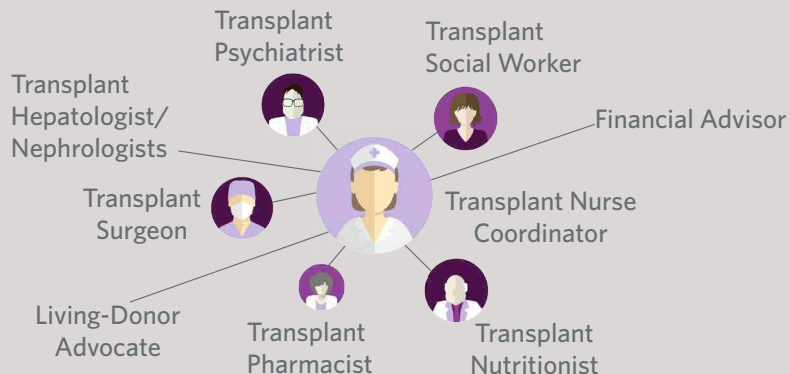 Transplant
Psychiatrist
Transplant
Social Worker
Transplant
Hepatologist/
Nephrologists
Financial Advisor
Transplant
Surgeon
Transplant Nurse
Coordinator
Living-Donor
Advocate
Transplant
Pharmacist
Transplant
Nutritionist